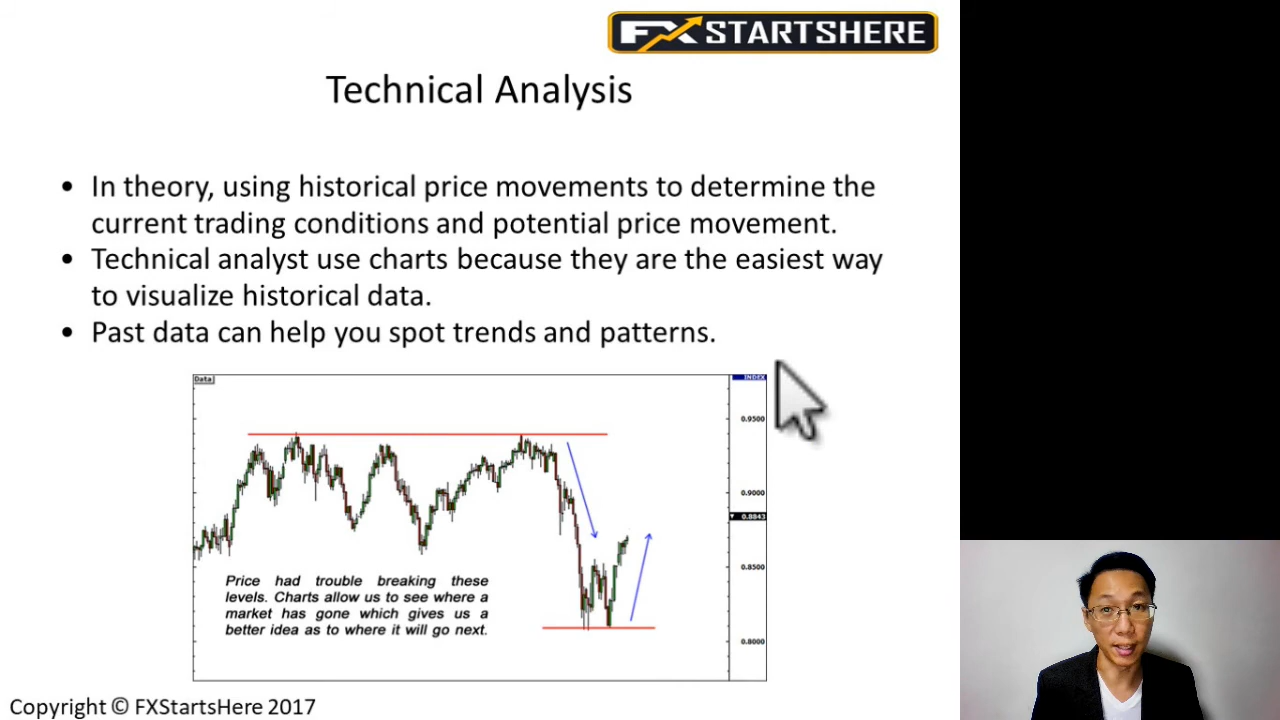 FXSTARTSHERE
Technical Analysis
• In theory, using historical price movements to determine the
current trading conditions and potential price movement.
• Technical analyst use charts because they are the easiest way
to visualize historical data.
• Past data can help you spot trends and patterns.
Data
INDEX
0.9500
0.9000
0.8843
0.8500
0.8000
Price had trouble breaking these
levels. Charts allow us to see where a
market has gone which gives us a
better idea as to where it will go next.
Copyright © FXStartsHere 2017